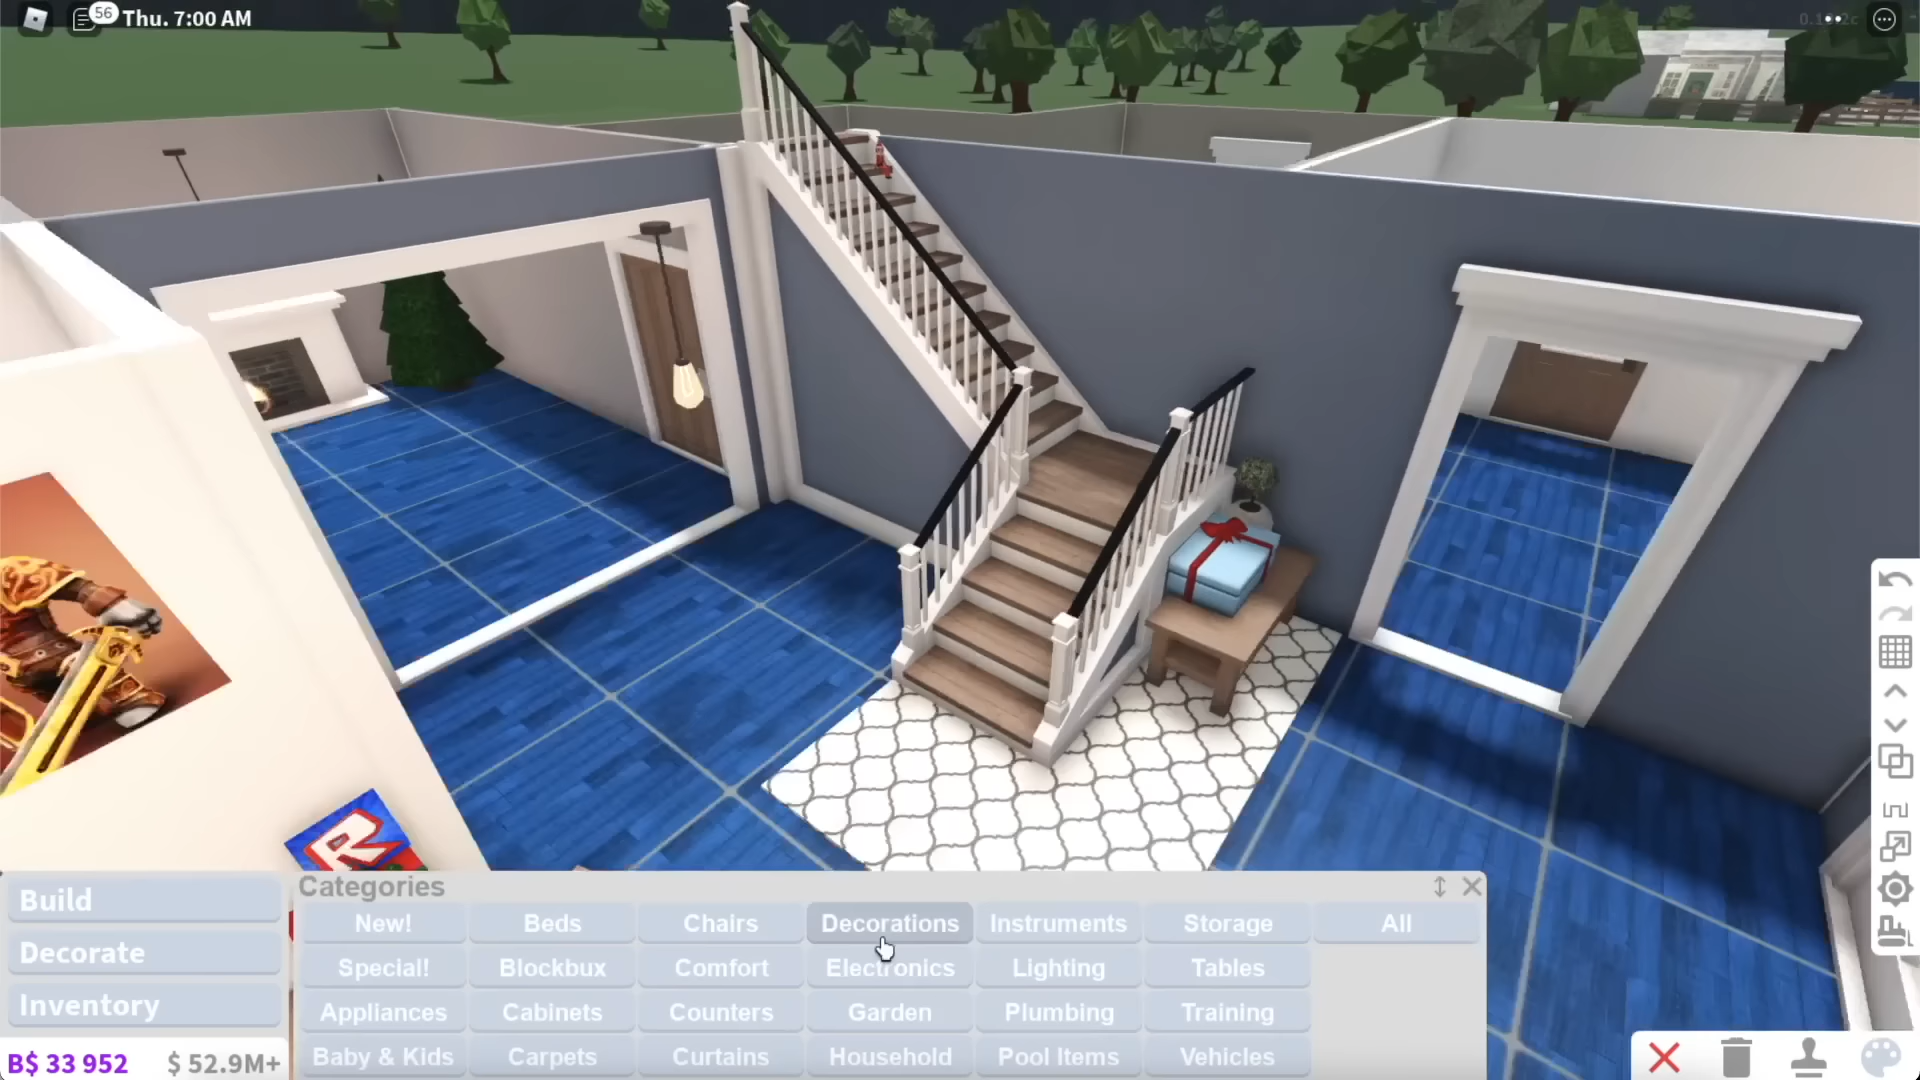 56 Thu. 7:00 AM
R
Build
Decorate
Inventory
B$ 33 952 $ 52.9M+
Categories
New! Beds Chairs Decorations Instruments Storage All
Special! Blockbux Comfort Electronics Lighting Tables
Appliances Cabinets Counters Garden Plumbing Training
Baby & Kids Carpets Curtains Household Pool Items Vehicles